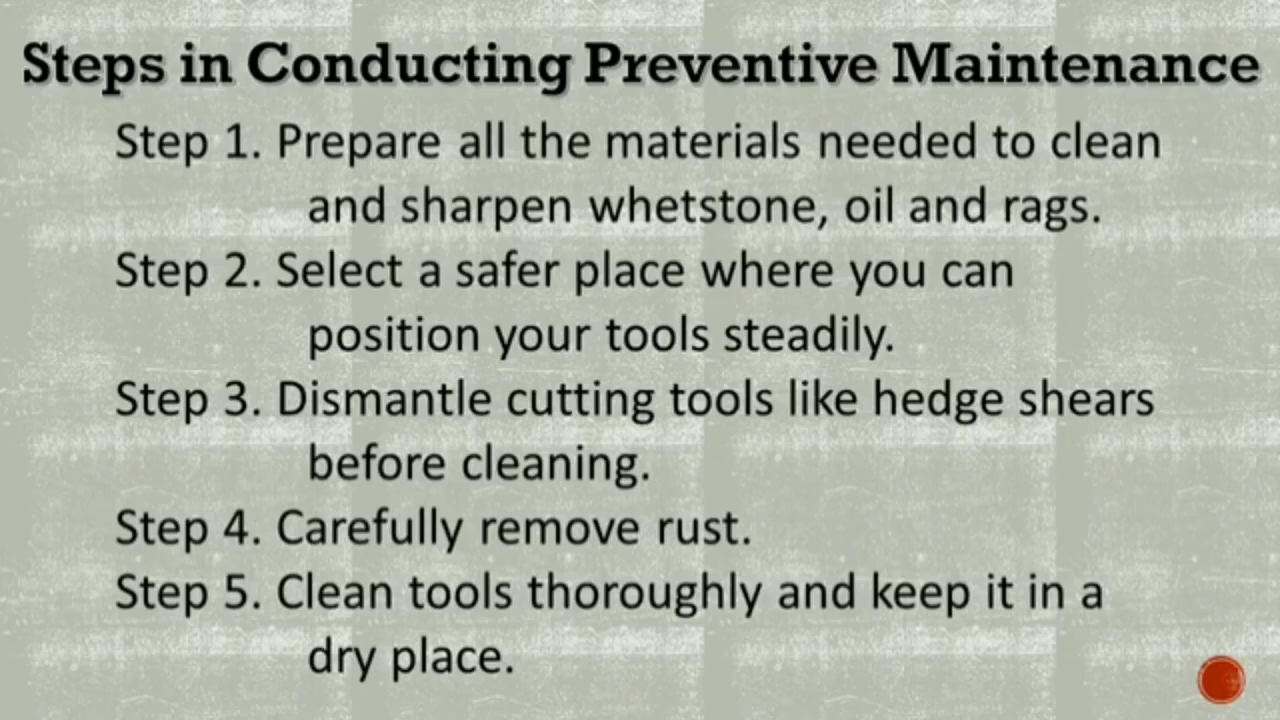 Steps in Conducting Preventive Maintenance
Step 1. Prepare all the materials needed to clean
and sharpen whetstone, oil and rags.
Step 2. Select a safer place where you can
position your tools steadily.
Step 3. Dismantle cutting tools like hedge shears
before cleaning.
Step 4. Carefully remove rust.
Step 5. Clean tools thoroughly and keep it in a
dry place.